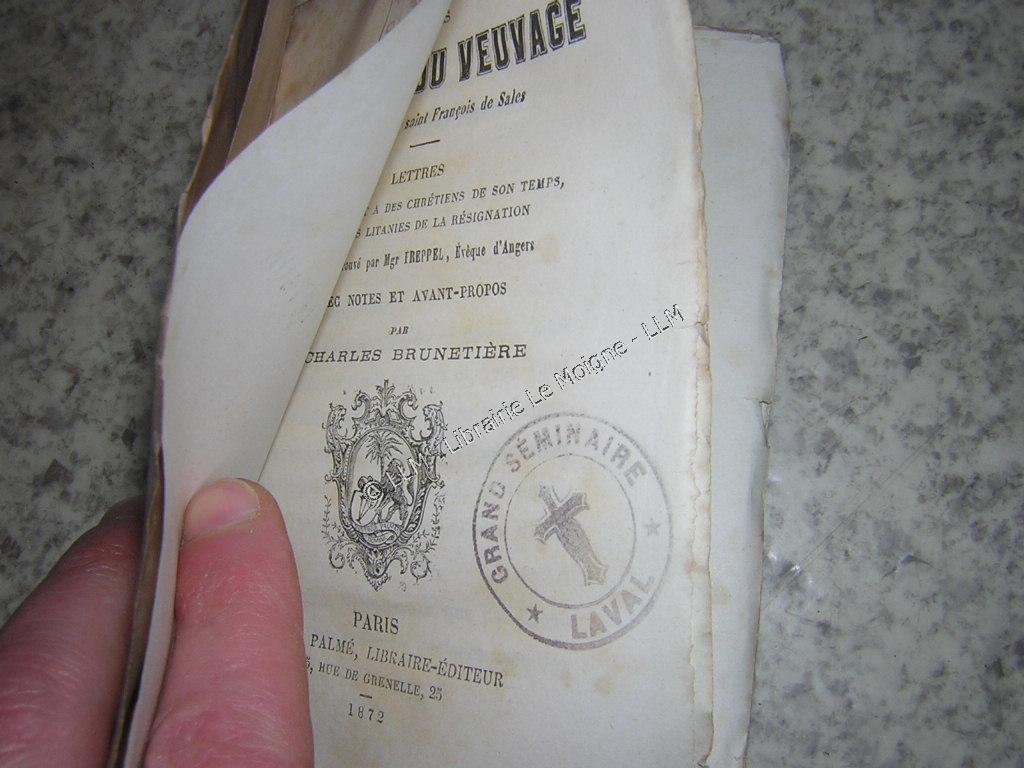 S
DU VEUVAGE
saint François de Sales
LETTRES
T A DES CHRÉTIENS DE SON TEMPS,
S LITANIES DE LA RÉSIGNATION
ouvé par Mgr FREPPEL, Évêque d'Angers
EC NOTES ET AVANT-PROPOS
PAR
CHARLES BRUNETIÈRE
LLM - Librairie Le Moigne - LLM
GRAND SÉMINAIRE
LAVAL
PARIS
PALMÉ, LIBRAIRE-ÉDITEUR
5, RUE DE GRENELLE, 25
1872